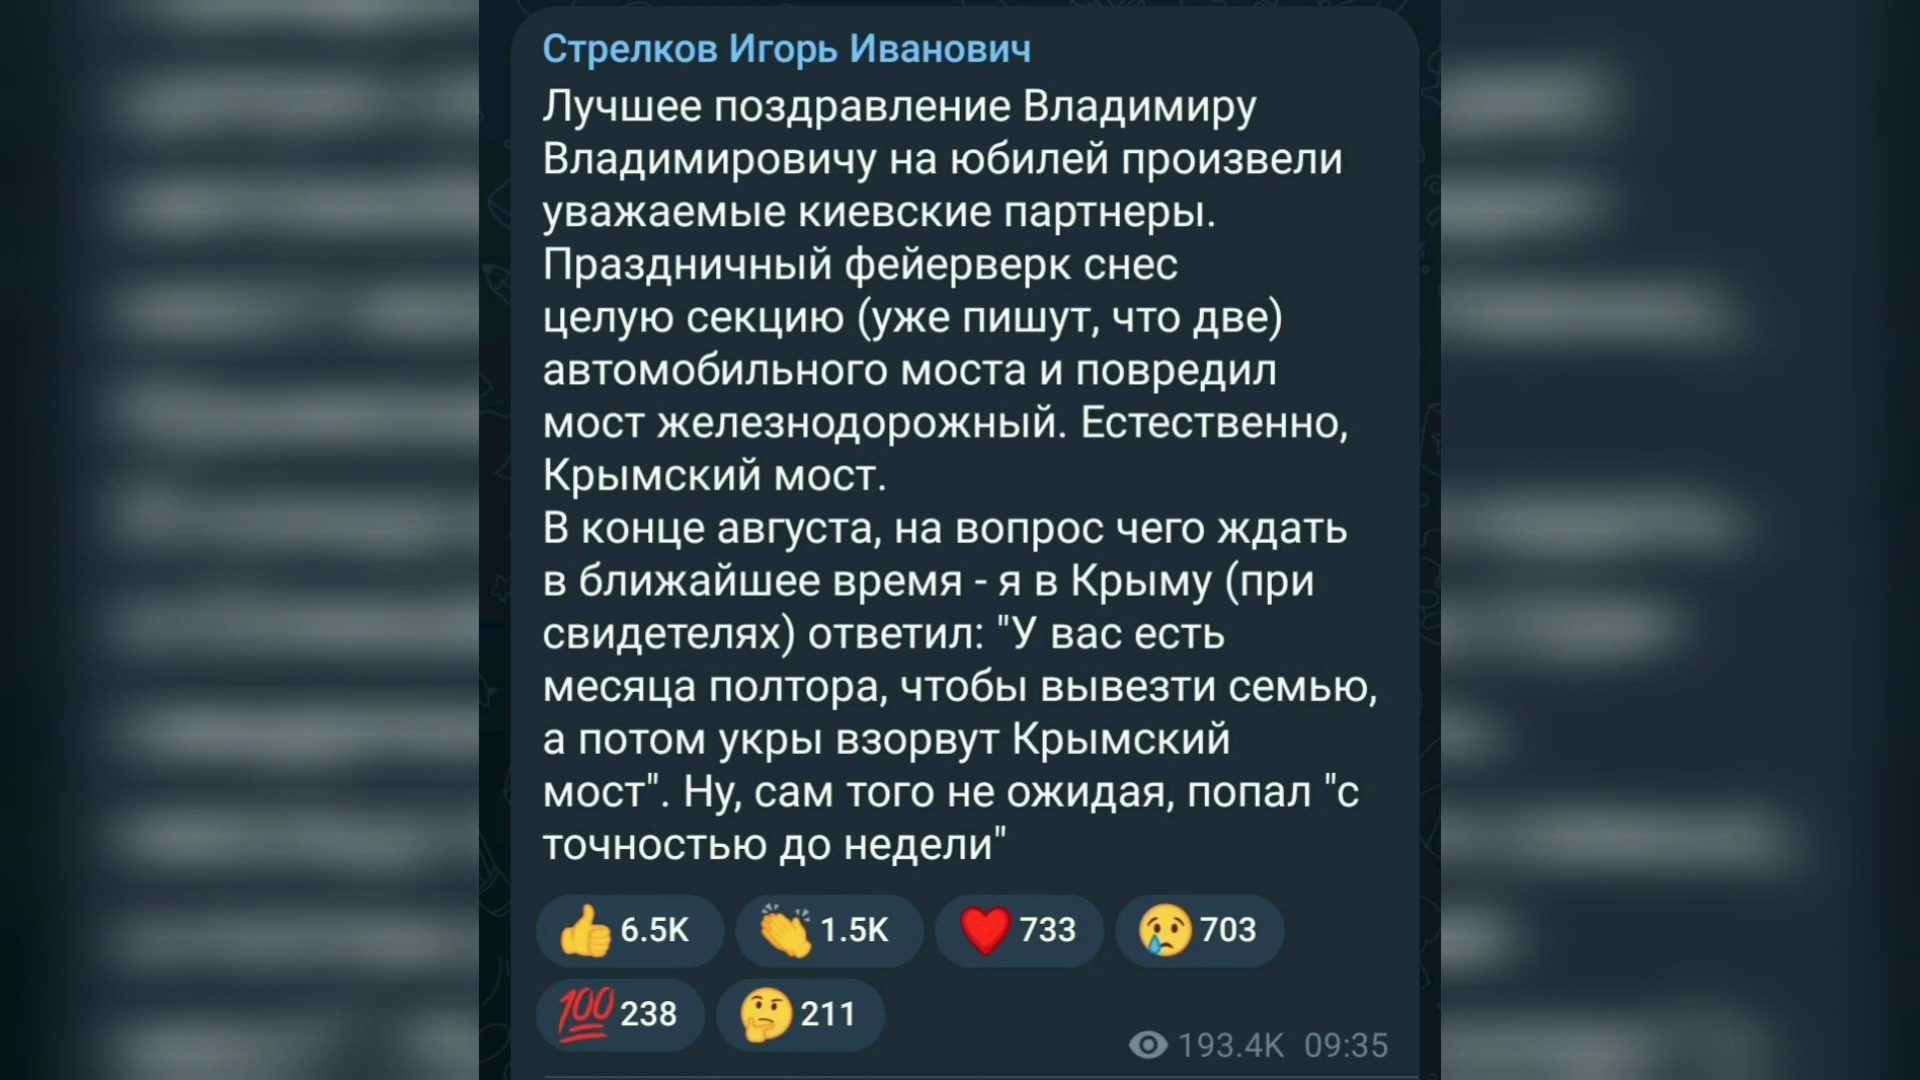 Стрелков Игорь Иванович
Лучшее поздравление Владимиру
Владимировичу на юбилей произвели
уважаемые киевские партнеры.
Праздничный фейерверк снес
целую секцию (уже пишут, что две)
автомобильного моста и повредил
мост железнодорожный. Естественно,
Крымский мост.
В конце августа, на вопрос чего ждать
в ближайшее время - я в Крыму (при
свидетелях) ответил: "У вас есть
месяца полтора, чтобы вывезти семью,
а потом укры взорвут Крымский
мост". Ну, сам того не ожидая, попал "с
точностью до недели"
👍 6.5K 👏 1.5K ❤️ 733 😢 703
💯 238 🤔 211
193.4K 09:35